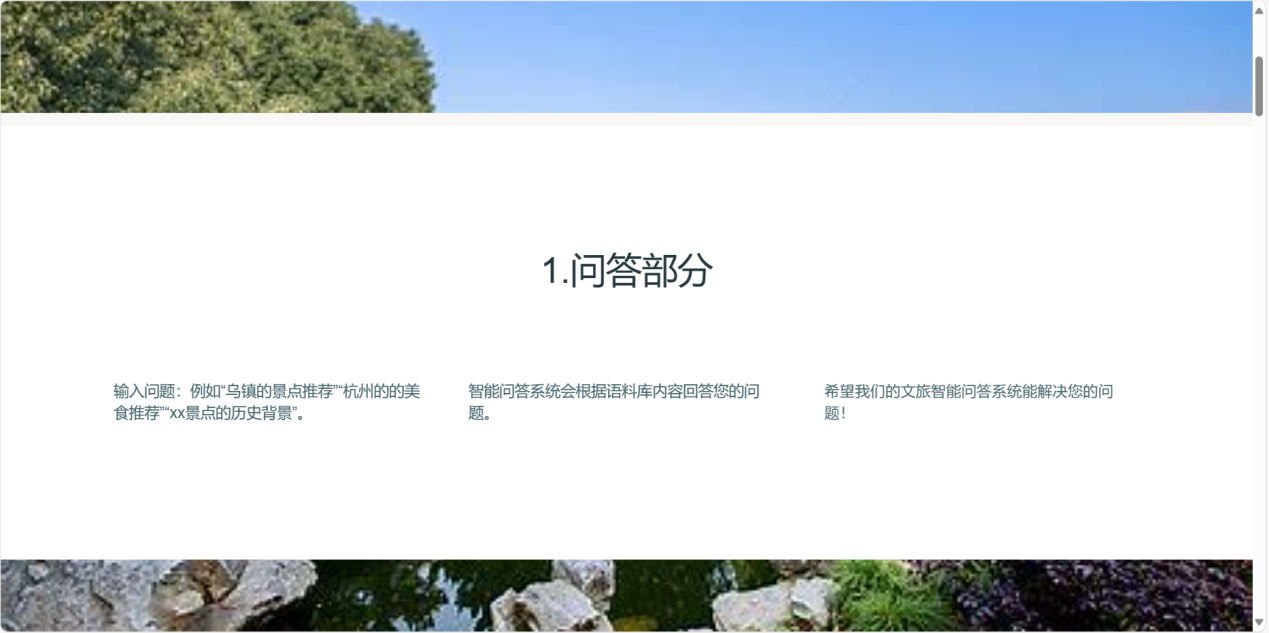 1.问答部分
输入问题：例如“乌镇的景点推荐”“杭州的的美
食推荐”“xx景点的历史背景”。
智能问答系统会根据语料库内容回答您的问
题。
希望我们的文旅智能问答系统能解决您的问
题！